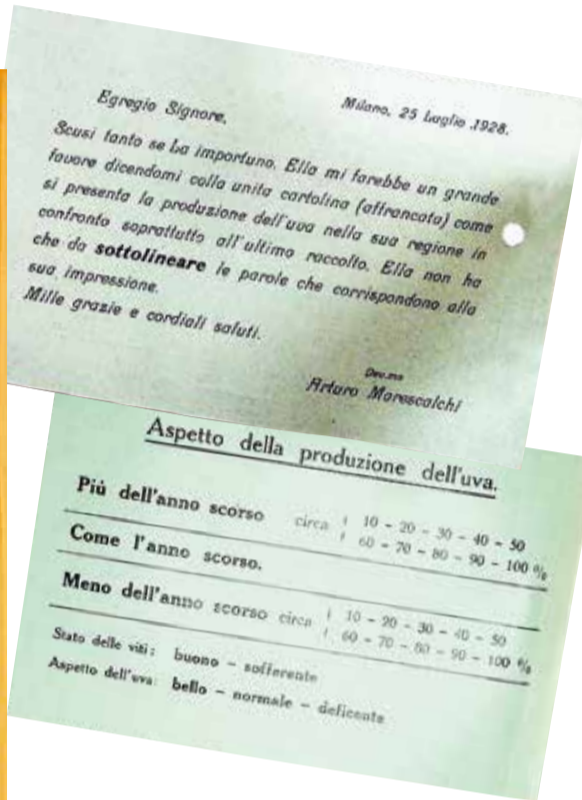 Milano, 25 Luglio 1928.
Egregio Signore,
Scusi tanto se La importuno. Ella mi farebbe un grande
favore dicendomi colla unita cartolina (affrancata) come
si presenta la produzione dell'uva nella sua regione in
confronto soprattutto all'ultimo raccolto. Ella non ha
che da sottolineare le parole che corrispondono alla
sua impressione.
Mille grazie e cordiali saluti.
Dev.mo
Arturo Marescalchi
Aspetto della produzione dell'uva.
Più dell'anno scorso circa 10 - 20 - 30 - 40 - 50
60 - 70 - 80 - 90 - 100 %
Come l'anno scorso.
Meno dell'anno scorso circa 10 - 20 - 30 - 40 - 50
60 - 70 - 80 - 90 - 100 %
Stato delle viti: buono - sofferente
Aspetto dell'uva: bello - normale - deficente